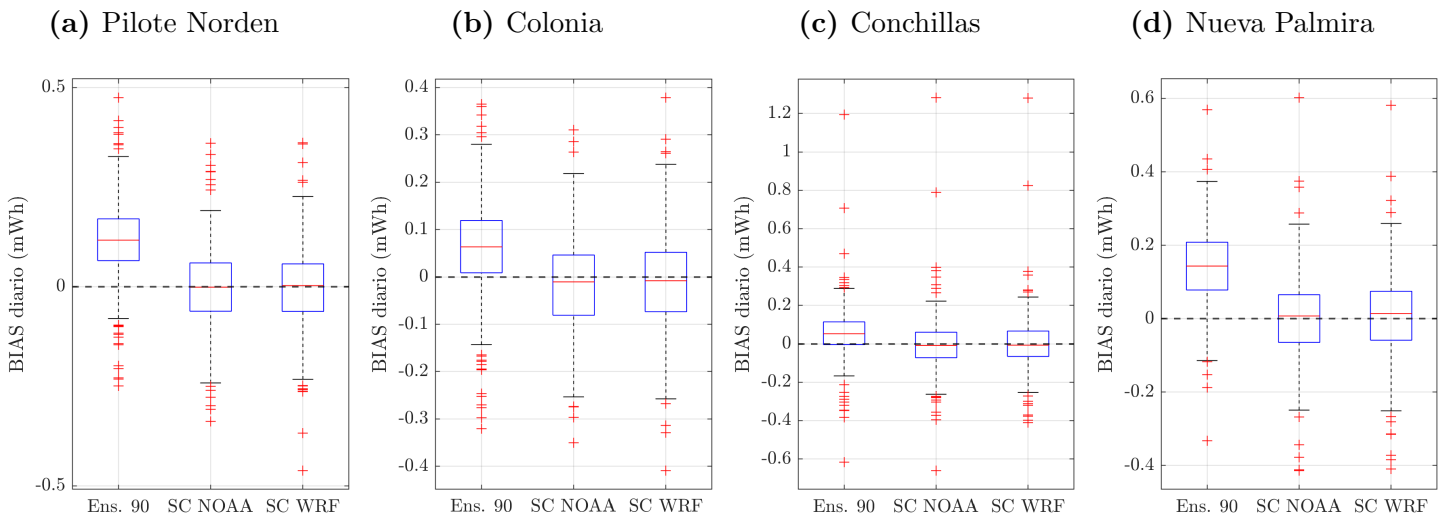 (a) Pilote Norden
(b) Colonia
(c) Conchillas
(d) Nueva Palmira
BIAS diario (mWh)
0.5
0
-0.5
Ens. 90 SC NOAA SC WRF
BIAS diario (mWh)
0.4
0.3
0.2
0.1
0
-0.1
-0.2
-0.3
-0.4
Ens. 90 SC NOAA SC WRF
BIAS diario (mWh)
1.2
1
0.8
0.6
0.4
0.2
0
-0.2
-0.4
-0.6
Ens. 90 SC NOAA SC WRF
BIAS diario (mWh)
0.6
0.4
0.2
0
-0.2
-0.4
Ens. 90 SC NOAA SC WRF